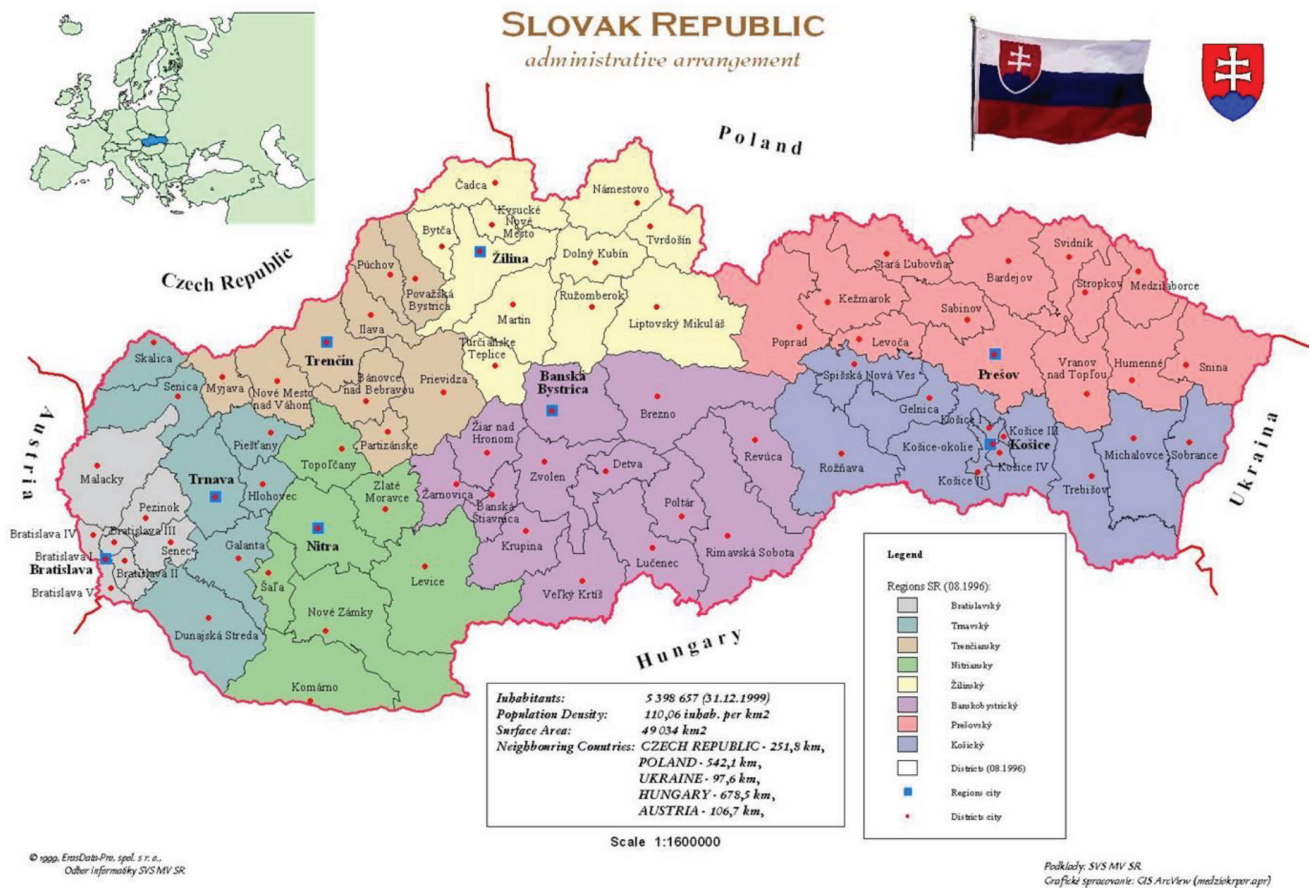 SLOVAK REPUBLIC
administrative arrangement
Poland
Czech Republic
Austria
Hungary
Ukraina
Čadca
Námestovo
Kysucké
Nové
Mesto
Bytča
Tvrdošín
Žilina
Dolný Kubín
Púchov
Považská
Bystrica
Ružomberok
Martin
Liptovský Mikuláš
Ilava
Turčianske
Teplice
Trenčín
Svidník
Stará Ľubovňa
Bardejov
Stropkov
Medzilaborce
Kežmarok
Sabinov
Poprad
Levoča
Prešov
Vranov
nad Topľou
Humenné
Snina
Skalica
Senica
Myjava
Nové Mesto
nad Váhom
Bánovce
nad Bebravou
Prievidza
Partizánske
Banská
Bystrica
Brezno
Spišská Nová Ves
Gelnica
Košice I
Košice III
Košice-okolie
Košice
Košice IV
Košice II
Rožňava
Michalovce
Sobrance
Trebišov
Piešťany
Topoľčany
Žiar nad
Hronom
Zvolen
Detva
Revúca
Malacky
Trnava
Hlohovec
Zlaté
Moravce
Žarnovica
Banská
Štiavnica
Poltár
Pezinok
Bratislava IV
Bratislava III
Bratislava I
Senec
Bratislava
Bratislava II
Bratislava V
Galanta
Nitra
Krupina
Rimavská Sobota
Lučenec
Šaľa
Levice
Veľký Krtíš
Dunajská Streda
Nové Zámky
Komárno
Inhabitants: 5 398 657 (31.12.1999)
Population Density: 110,06 inhab. per km2
Surface Area: 49 034 km2
Neighbouring Countries: CZECH REPUBLIC - 251,8 km,
POLAND - 542,1 km,
UKRAINE - 97,6 km,
HUNGARY - 678,5 km,
AUSTRIA - 106,7 km,
Scale 1:1600000
Legend
Regions SR (08.1996):
Bratislavský
Trnavský
Trenčiansky
Nitriansky
Žilinský
Banskobystrický
Prešovský
Košický
Districts (08.1996)
Regions city
Districts city
© 1999, ErasData-Pro, spol. s r. o.,
Odbor informatiky SVS MV SR
Podklady: SVS MV SR
Grafické spracovanie: GIS ArcView (medziokrpor.apr)